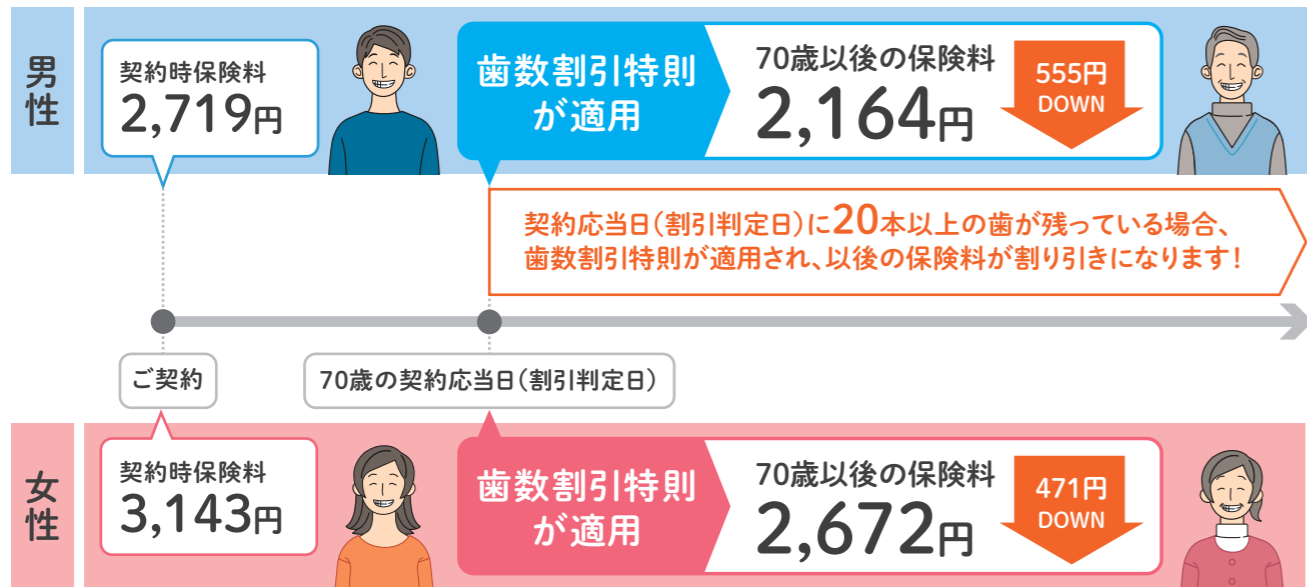 男性
契約時保険料
2,719円
歯数割引特則
が適用
70歳以後の保険料
2,164円
555円
DOWN
契約応当日(割引判定日)に20本以上の歯が残っている場合、
歯数割引特則が適用され、以後の保険料が割り引きになります!
ご契約
70歳の契約応当日(割引判定日)
女性
契約時保険料
3,143円
歯数割引特則
が適用
70歳以後の保険料
2,672円
471円
DOWN